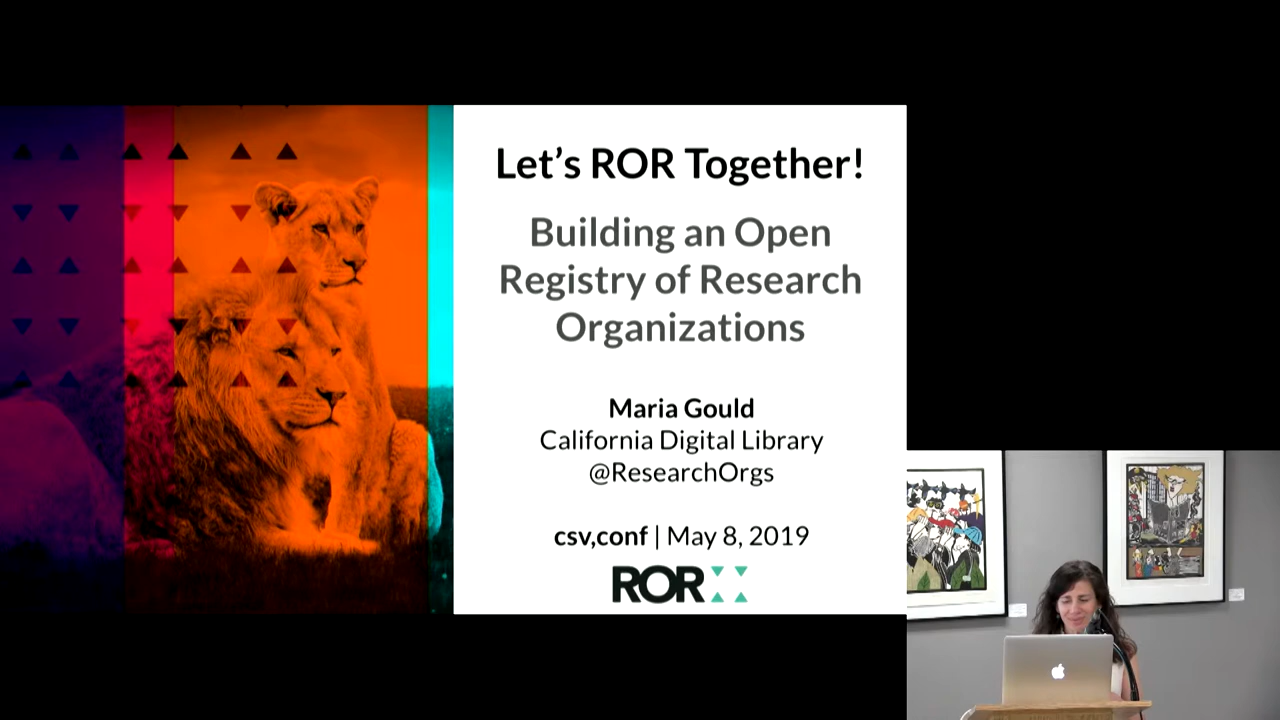 Let’s ROR Together!
Building an Open
Registry of Research
Organizations
Maria Gould
California Digital Library
@ResearchOrgs
csv,conf | May 8, 2019
ROR